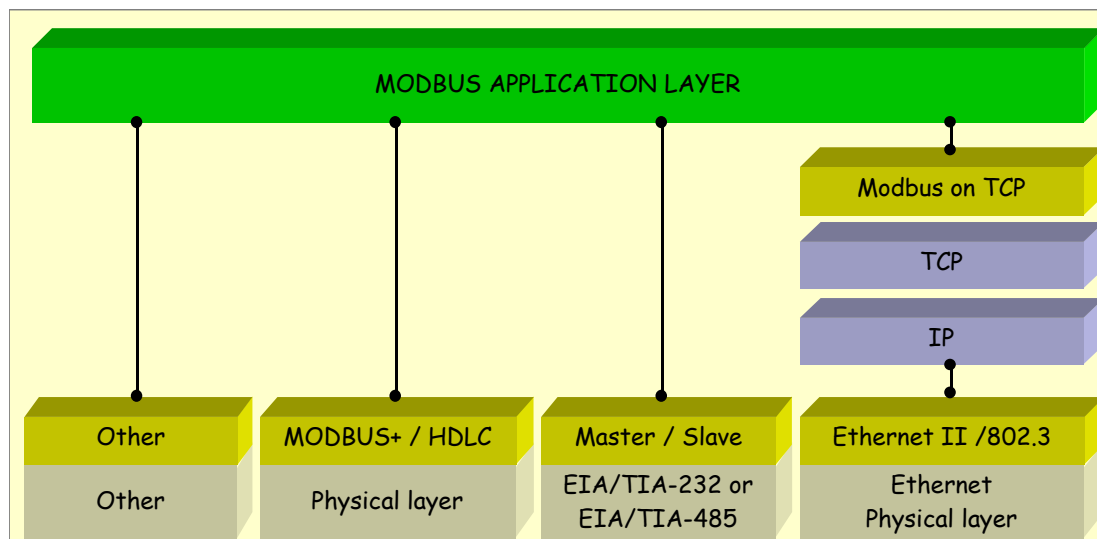 MODBUS APPLICATION LAYER
Modbus on TCP
TCP
IP
Other
MODBUS+ / HDLC
Master / Slave
Ethernet II /802.3
Other
Physical layer
EIA/TIA-232 or
EIA/TIA-485
Ethernet
Physical layer